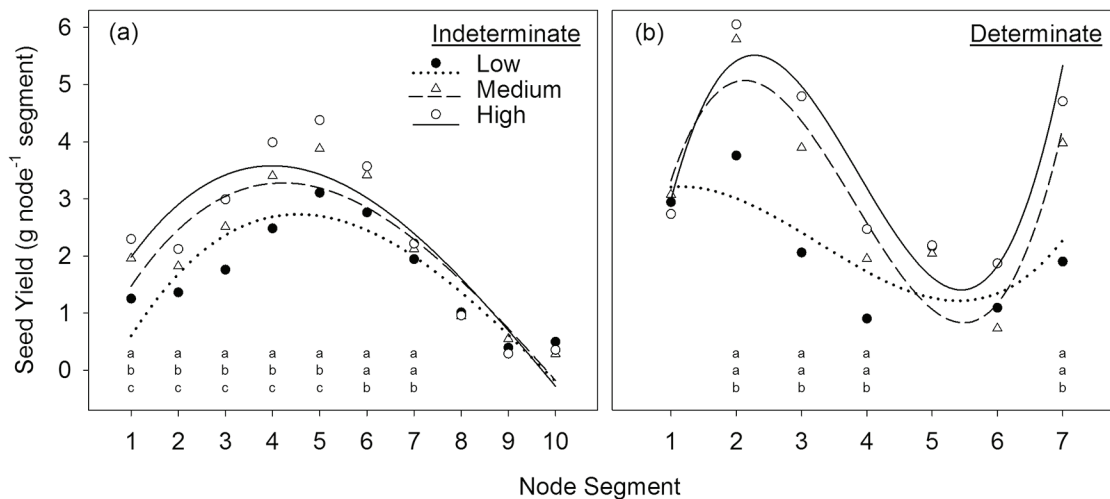 (a)
Indeterminate
Low
Medium
High
(b)
Determinate
Seed Yield (g node-1 segment)
6
5
4
3
2
1
0
a a a a a a a
b b b b b a a
c c c c c b b
a a a a
a a a a
b b b b
1 2 3 4 5 6 7 8 9 10
1 2 3 4 5 6 7
Node Segment